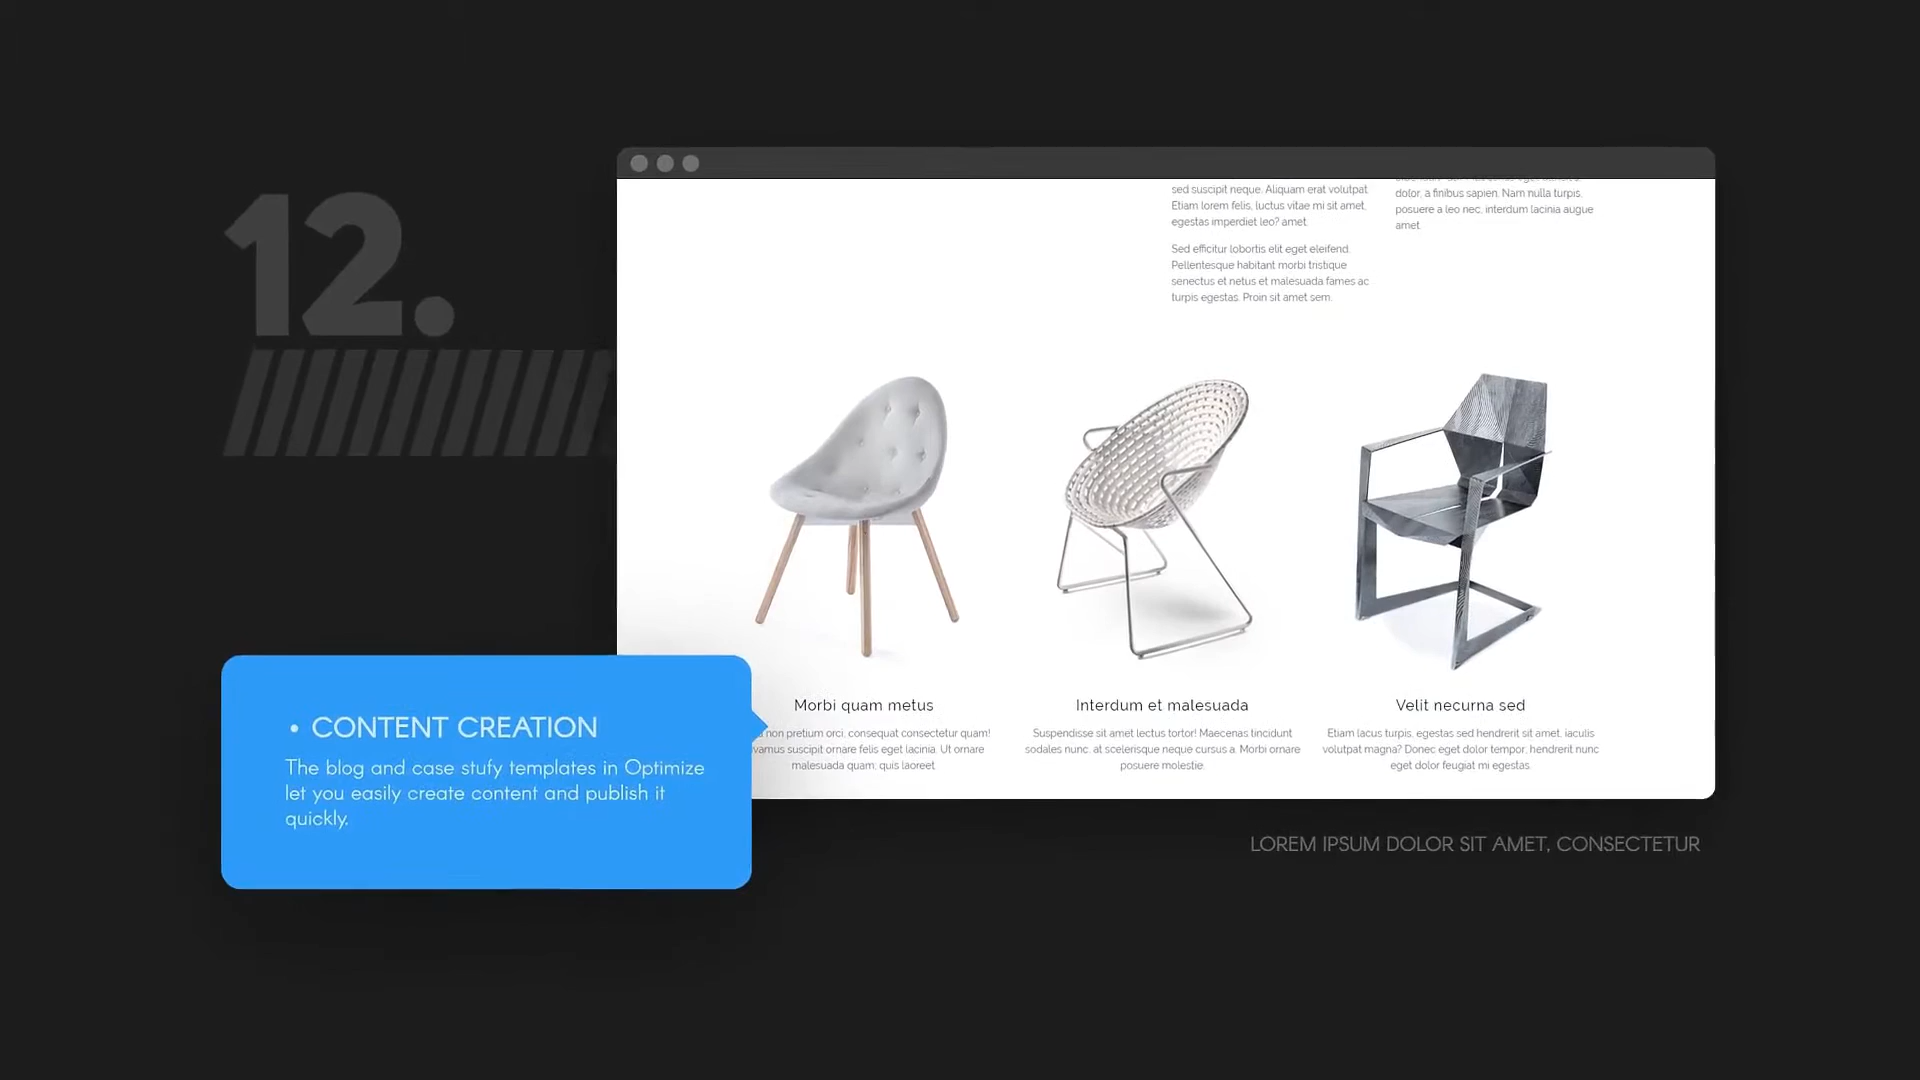 12.
sed suscipit neque. Aliquam erat volutpat.
Etiam lorem felis, luctus vitae mi sit amet,
egestas imperdiet leo? amet.
Sed efficitur lobortis elit eget eleifend.
Pellentesque habitant morbi tristique
senectus et netus et malesuada fames ac
turpis egestas. Proin sit amet sem.
dolor, a finibus sapien. Nam nulla turpis,
posuere a leo nec, interdum lacinia augue
amet.
Morbi quam metus
non pretium orci, consequat consectetur quam!
suscipit ornare felis eget lacinia. Ut ornare
malesuada quam, quis laoreet.
Interdum et malesuada
Suspendisse sit amet lectus tortor! Maecenas tincidunt
sodales nunc, at scelerisque neque cursus a. Morbi ornare
posuere molestie.
Velit necurna sed
Etiam lacus turpis, egestas sed hendrerit sit amet, iaculis
volutpat magna? Donec eget dolor tempor, hendrerit nunc
eget dolor feugiat mi egestas.
• CONTENT CREATION
The blog and case stufy templates in Optimize
let you easily create content and publish it
quickly.
LOREM IPSUM DOLOR SIT AMET, CONSECTETUR